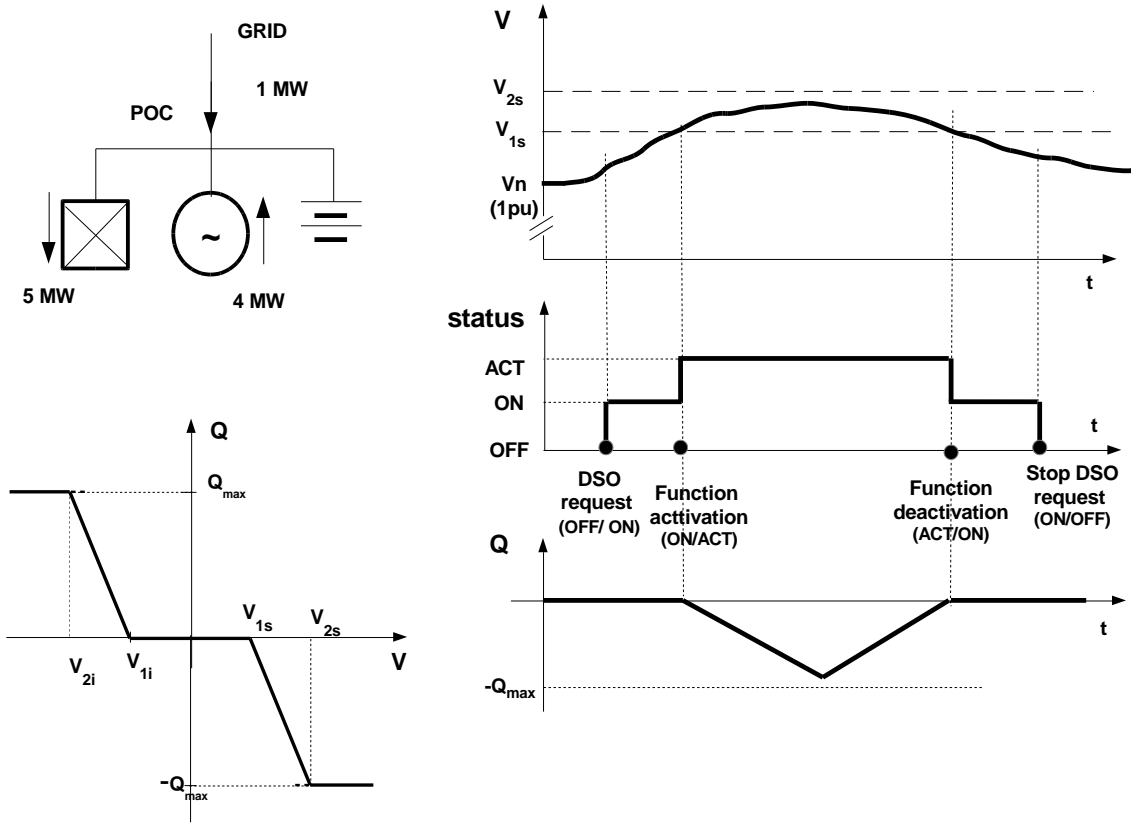 GRID
1 MW
POC
~
5 MW
4 MW
V
V2s
V1s
Vn
(1pu)
t
status
ACT
ON
OFF
t
DSO
request
(OFF/ ON)
Function
acttivation
(ON/ACT)
Function
deactivation
(ACT/ON)
Stop DSO
request
(ON/OFF)
Q
Qmax
V1s
V2s
V2i
V1i
V
-Qmax
Q
t
-Qmax